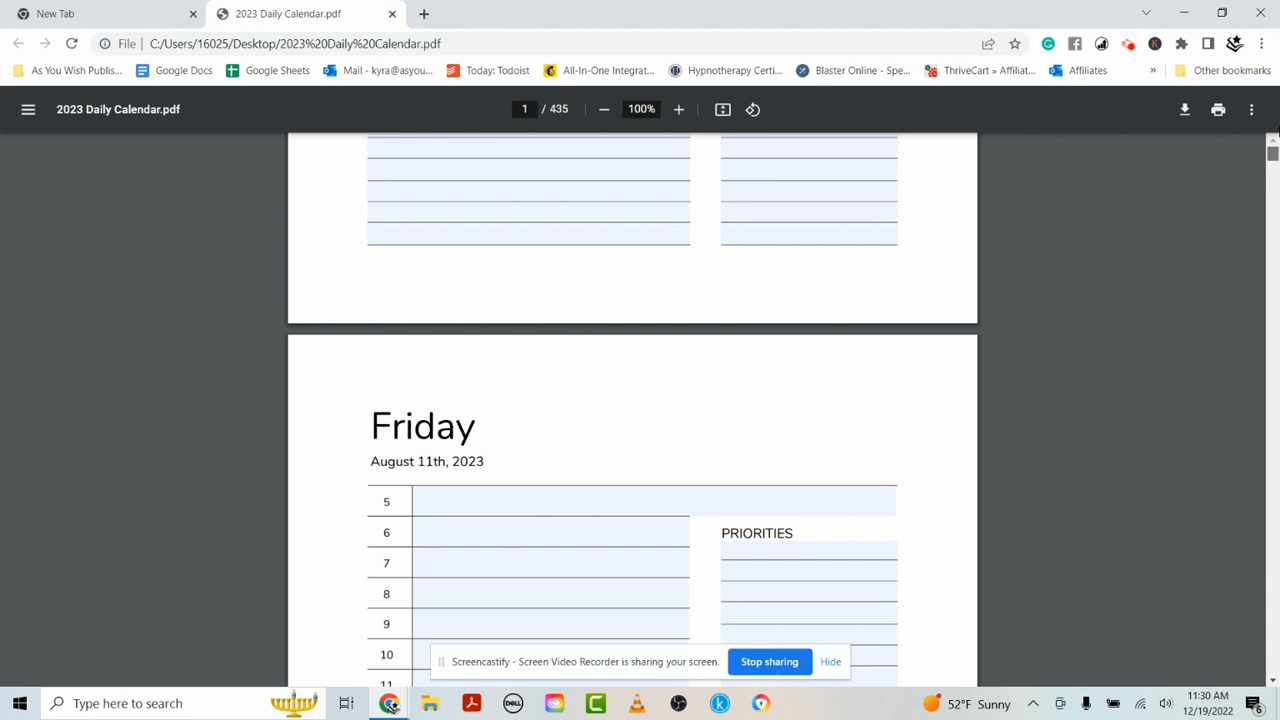 New Tab
2023 Daily Calendar.pdf
File
C:/Users/16025/Desktop/2023%20Daily%20Calendar.pdf
As You Wish Publis...
Google Docs
Google Sheets
Mail - kyra@asyou...
Today: Todoist
All-In-One Integrat...
Hypnotherapy Certi...
Blaster Online - Spe...
ThriveCart » Affiliat...
Affiliates
»
Other bookmarks
2023 Daily Calendar.pdf
1 / 435
100%
Friday
August 11th, 2023
5
6
PRIORITIES
7
8
9
10
11
Screencastify - Screen Video Recorder is sharing your screen.
Stop sharing
Hide
Type here to search
DELL
52°F Sunny
11:30 AM
12/19/2022
6